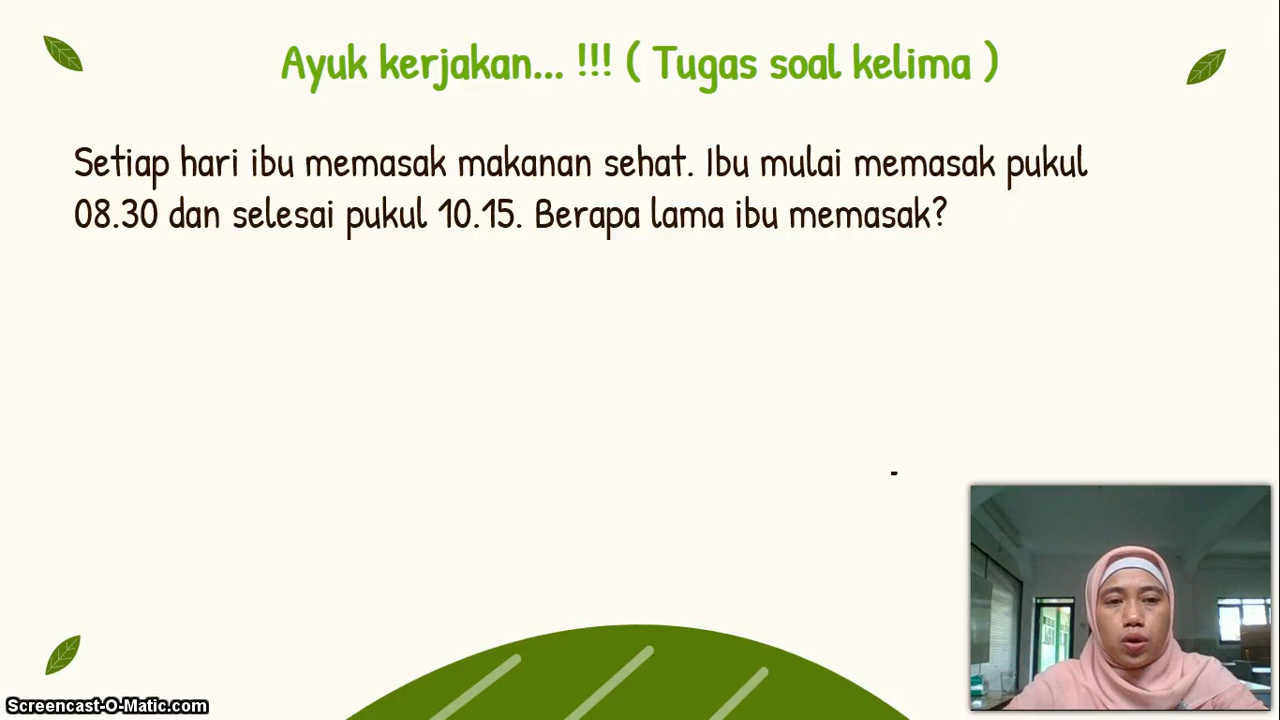 Ayuk kerjakan... !!! ( Tugas soal kelima )
Setiap hari ibu memasak makanan sehat. Ibu mulai memasak pukul
08.30 dan selesai pukul 10.15. Berapa lama ibu memasak?
-
Screencast-O-Matic.com